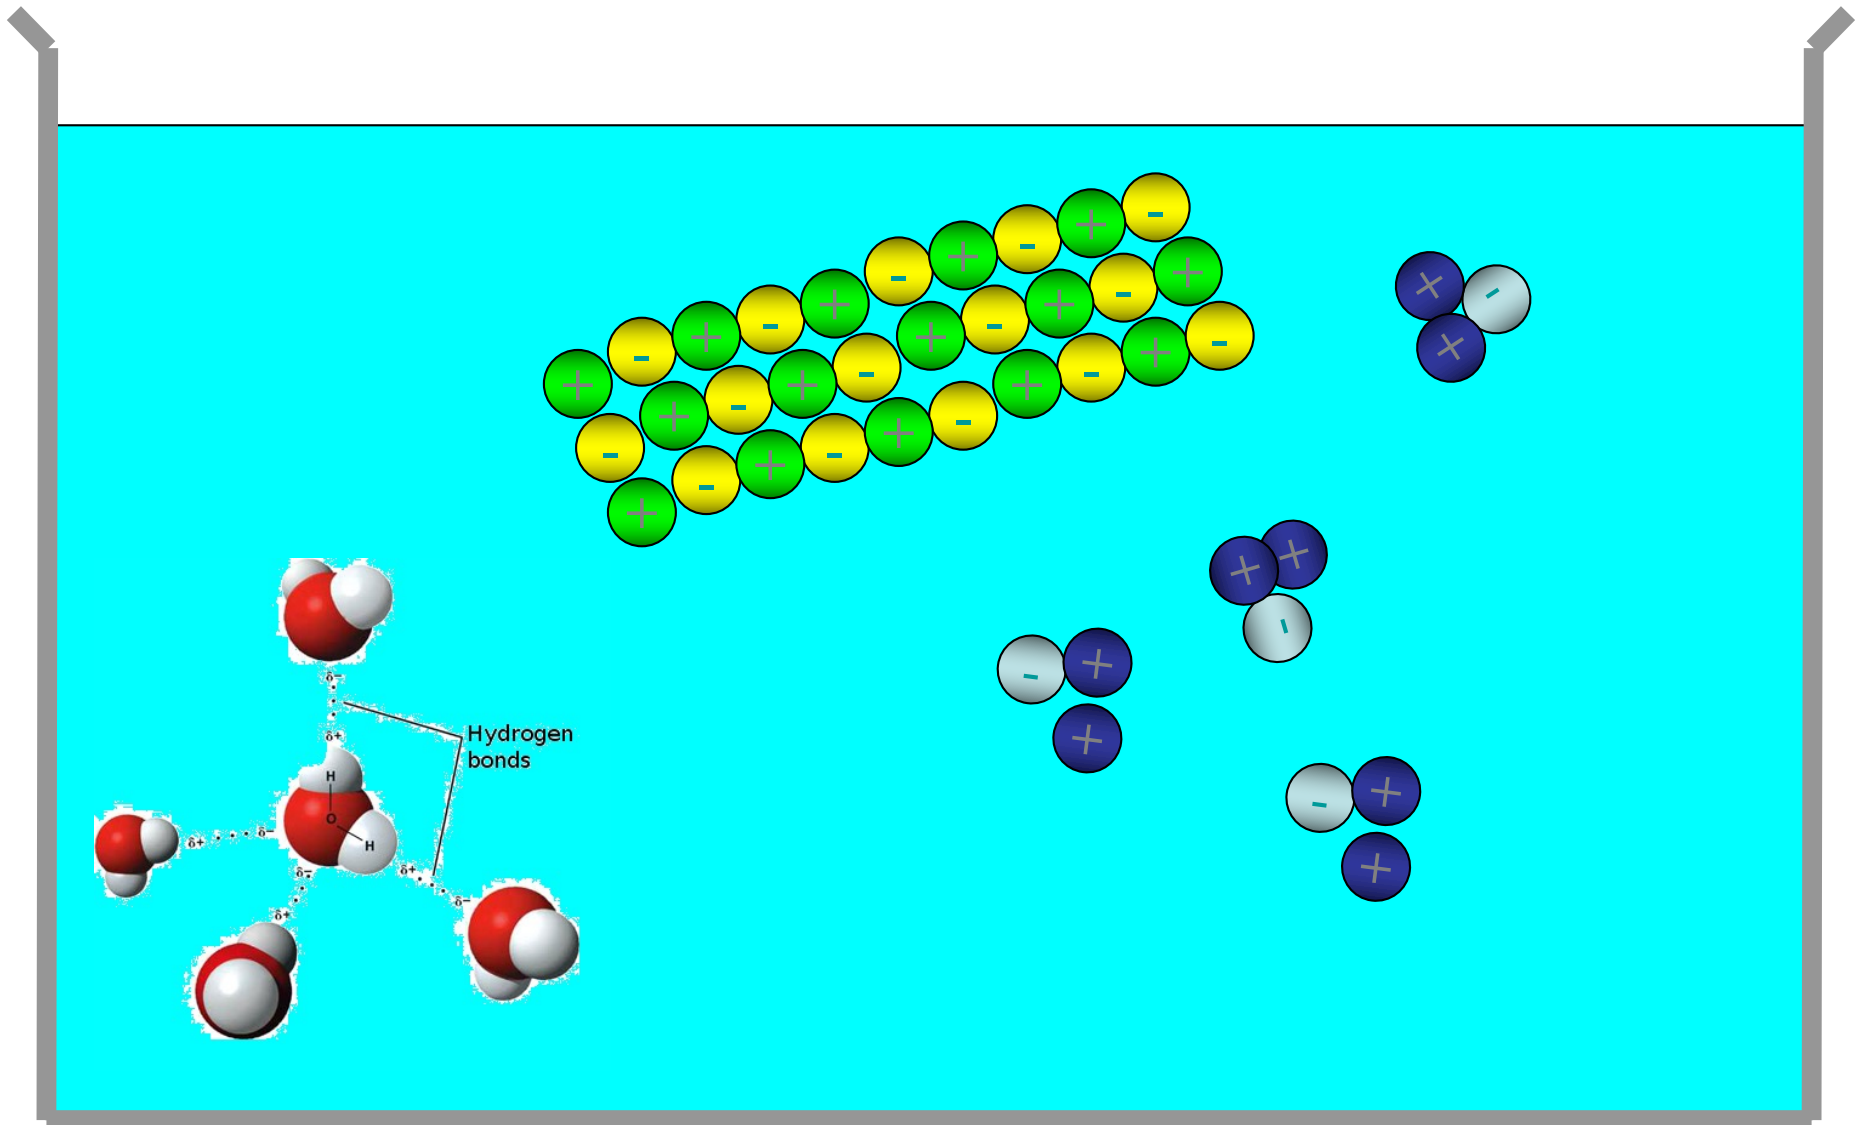 + - + - + - + - + -
- + - + - + - + - +
+ - + - + - + - + -
+ -
+
+ +
-
- +
+
- +
+
δ−
δ+
Hydrogen
bonds
H
O
H
δ+ δ−
δ− δ+
δ+ δ−